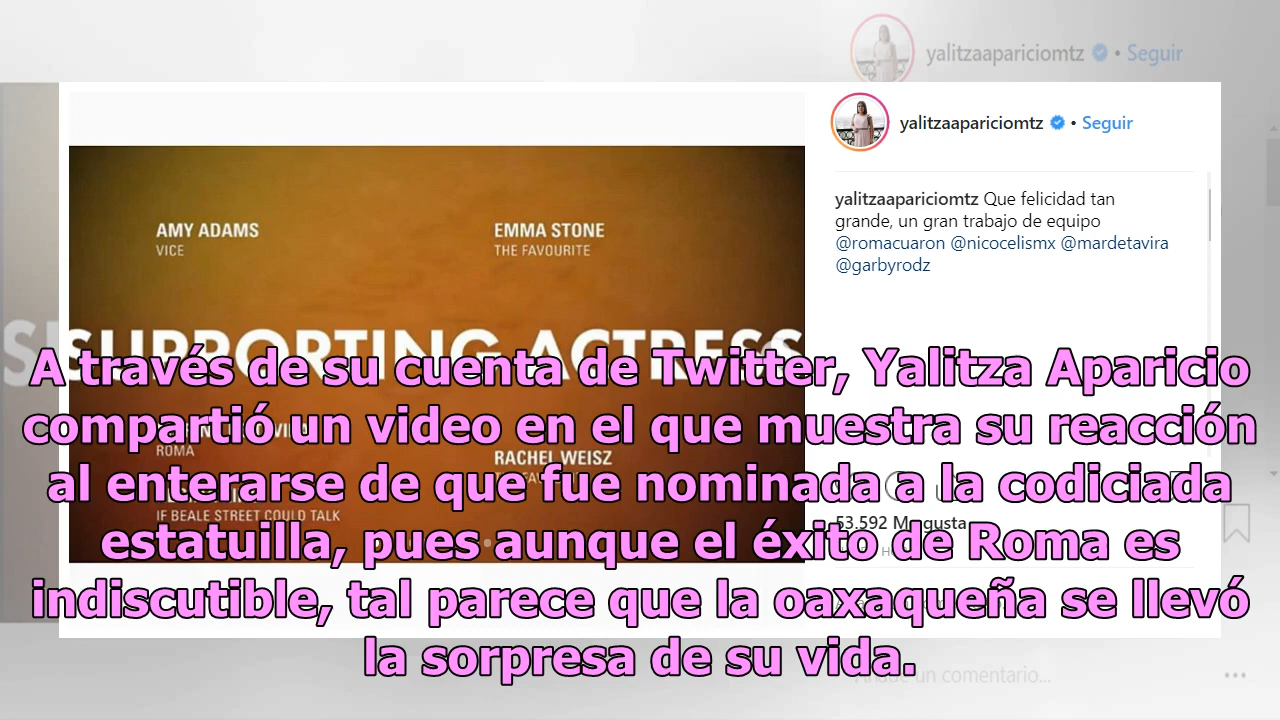 yalitzaapariciomtz • Seguir
yalitzaapariciomtz • Seguir
yalitzaapariciomtz Que felicidad tan
grande, un gran trabajo de equipo
@romacuaron @nicocelismx @mardetavira
@garbyrodz
AMY ADAMS
VICE
EMMA STONE
THE FAVOURITE
SUPPORTING ACTRESS
ROMA
RACHEL WEISZ
IF BEALE STREET COULD TALK
53.592 Me gusta
A través de su cuenta de Twitter, Yalitza Aparicio
compartió un video en el que muestra su reacción
al enterarse de que fue nominada a la codiciada
estatuilla, pues aunque el éxito de Roma es
indiscutible, tal parece que la oaxaqueña se llevó
la sorpresa de su vida.
un comentario...